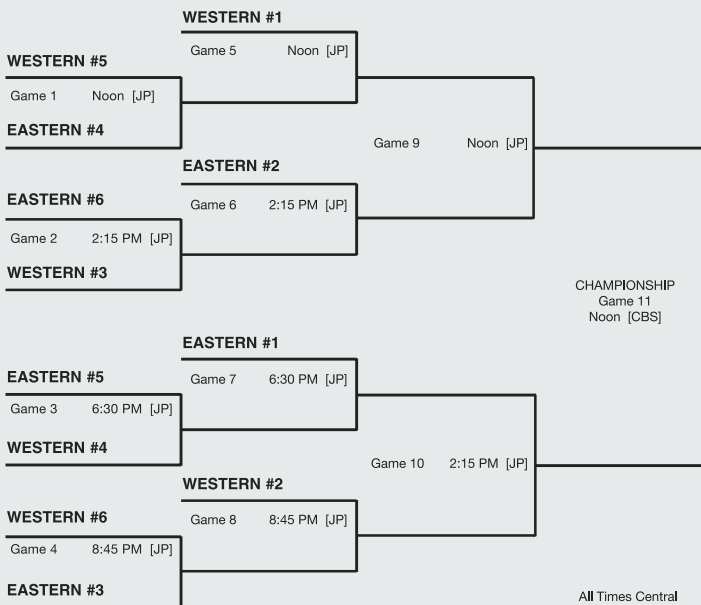 WESTERN #1
Game 5 Noon [JP]
WESTERN #5
Game 1 Noon [JP]
EASTERN #4
Game 9 Noon [JP]
EASTERN #2
EASTERN #6
Game 6 2:15 PM [JP]
Game 2 2:15 PM [JP]
WESTERN #3
CHAMPIONSHIP
Game 11
Noon [CBS]
EASTERN #1
EASTERN #5
Game 7 6:30 PM [JP]
Game 3 6:30 PM [JP]
WESTERN #4
Game 10 2:15 PM [JP]
WESTERN #2
WESTERN #6
Game 8 8:45 PM [JP]
Game 4 8:45 PM [JP]
EASTERN #3
All Times Central